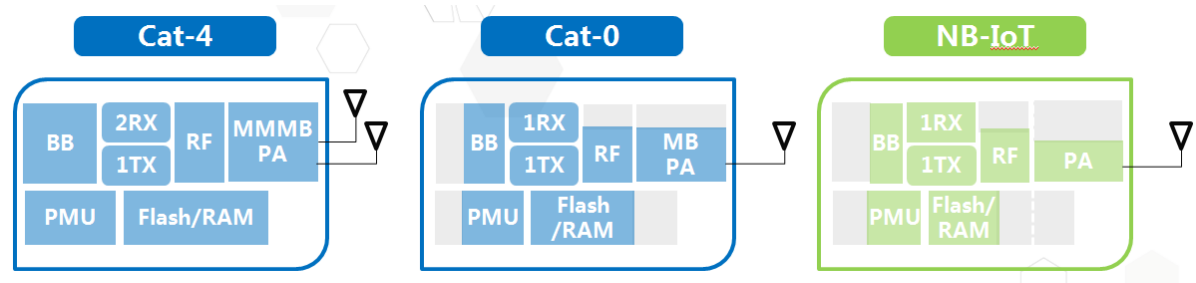 Cat-4
Cat-0
NB-IoT
BB
2RX
1TX
RF
MMMB
PA
PMU
Flash/RAM
BB
1RX
1TX
RF
MB
PA
PMU
Flash
/RAM
BB
1RX
1TX
RF
PA
PMU
Flash/
RAM